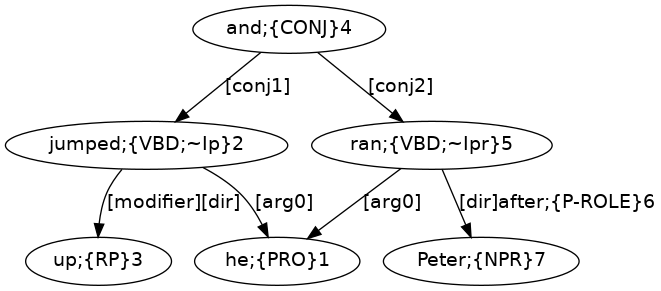 and;{CONJ}4
[conj1]
[conj2]
jumped;{VBD;~Ip}2
ran;{VBD;~Ipr}5
[modifier][dir]
[arg0]
[arg0]
[dir]after;{P-ROLE}6
up;{RP}3
he;{PRO}1
Peter;{NPR}7